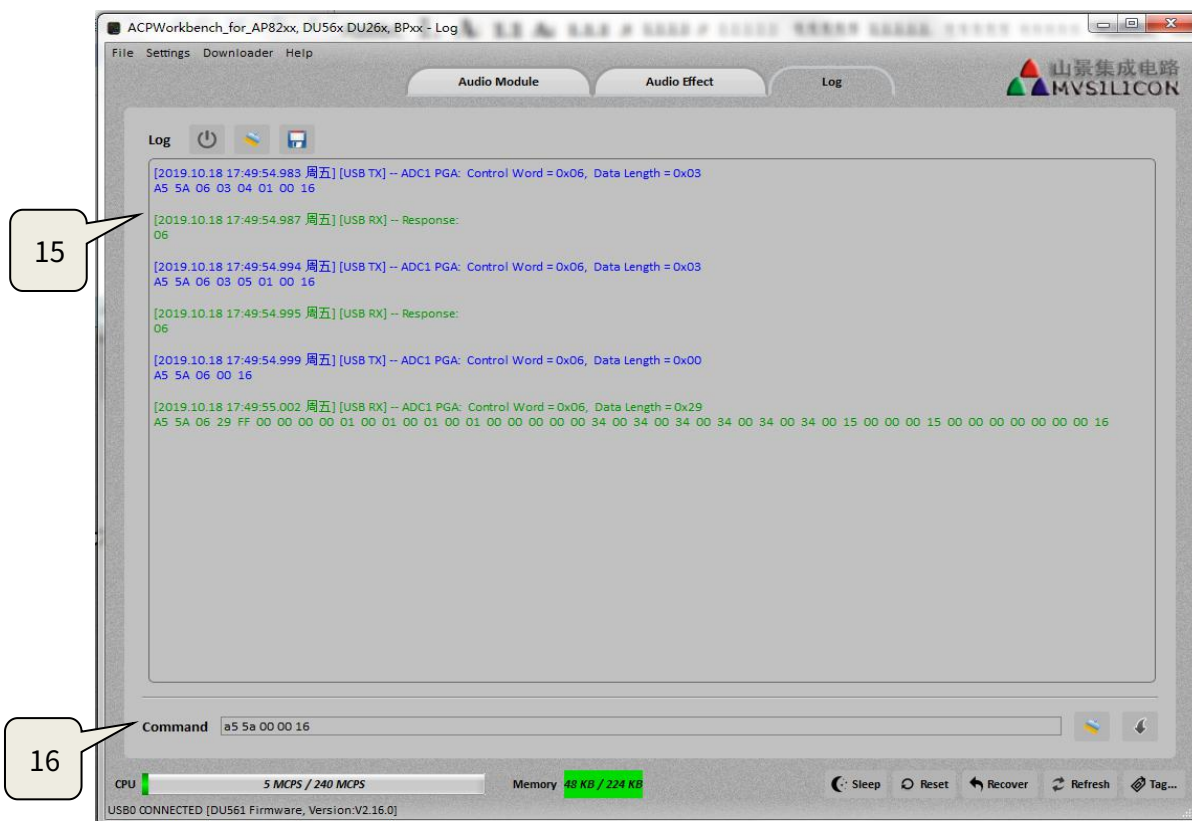 ACPWorkbench_for_AP82xx, DU56x DU26x, BPxx - Log
File Settings Downloader Help
Audio Module Audio Effect Log
山景集成电路
MVSILICON
Log
[2019.10.18 17:49:54.983 周五] [USB TX] -- ADC1 PGA: Control Word = 0x06, Data Length = 0x03
A5 5A 06 03 04 01 00 16
15
[2019.10.18 17:49:54.987 周五] [USB RX] -- Response:
06
[2019.10.18 17:49:54.994 周五] [USB TX] -- ADC1 PGA: Control Word = 0x06, Data Length = 0x03
A5 5A 06 03 05 01 00 16
[2019.10.18 17:49:54.995 周五] [USB RX] -- Response:
06
[2019.10.18 17:49:54.999 周五] [USB TX] -- ADC1 PGA: Control Word = 0x06, Data Length = 0x00
A5 5A 06 00 16
[2019.10.18 17:49:55.002 周五] [USB RX] -- ADC1 PGA: Control Word = 0x06, Data Length = 0x29
A5 5A 06 29 FF 00 00 00 00 01 00 01 00 01 00 01 00 00 00 00 00 34 00 34 00 34 00 34 00 34 00 34 00 15 00 00 00 15 00 00 00 00 00 00 00 16
Command a5 5a 00 00 16
16
CPU 5 MCPS / 240 MCPS Memory 48 KB / 224 KB Sleep Reset Recover Refresh Tag...
USB0 CONNECTED [DU561 Firmware, Version:V2.16.0]